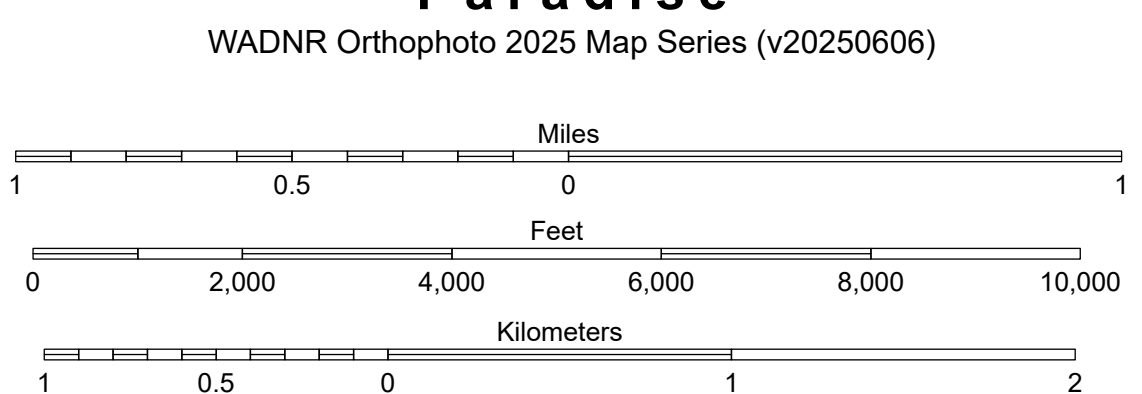 Paradise
WADNR Orthophoto 2025 Map Series (v20250606)
Miles
1 0.5 0 1
Feet
0 2,000 4,000 6,000 8,000 10,000
Kilometers
1 0.5 0 1 2